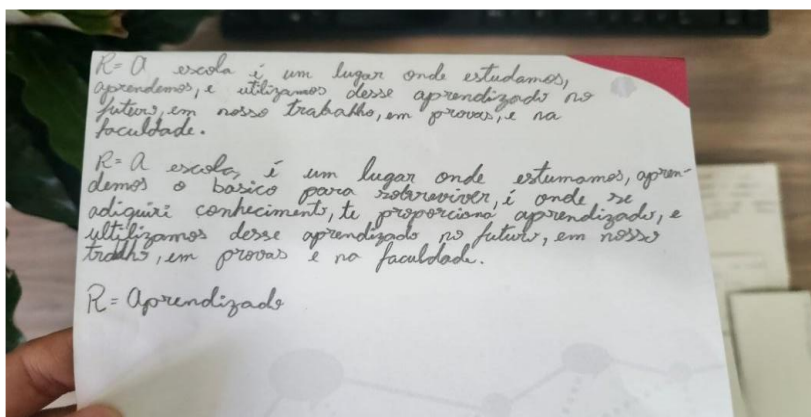 R= A escola é um lugar onde estudamos,
aprendemos, e utilizamos desse aprendizado no
futuro, em nosso trabalho, em provas, e na
faculdade.
R= A escola, é um lugar onde estumamos, apren-
demos o basico para sobreviver, é onde se
adiquiri conhecimento, te proporciona aprendizado, e
ultilizamos desse aprendizado no futuro, em nosso
tralho, em provas e na faculdade.
R= Aprendizado